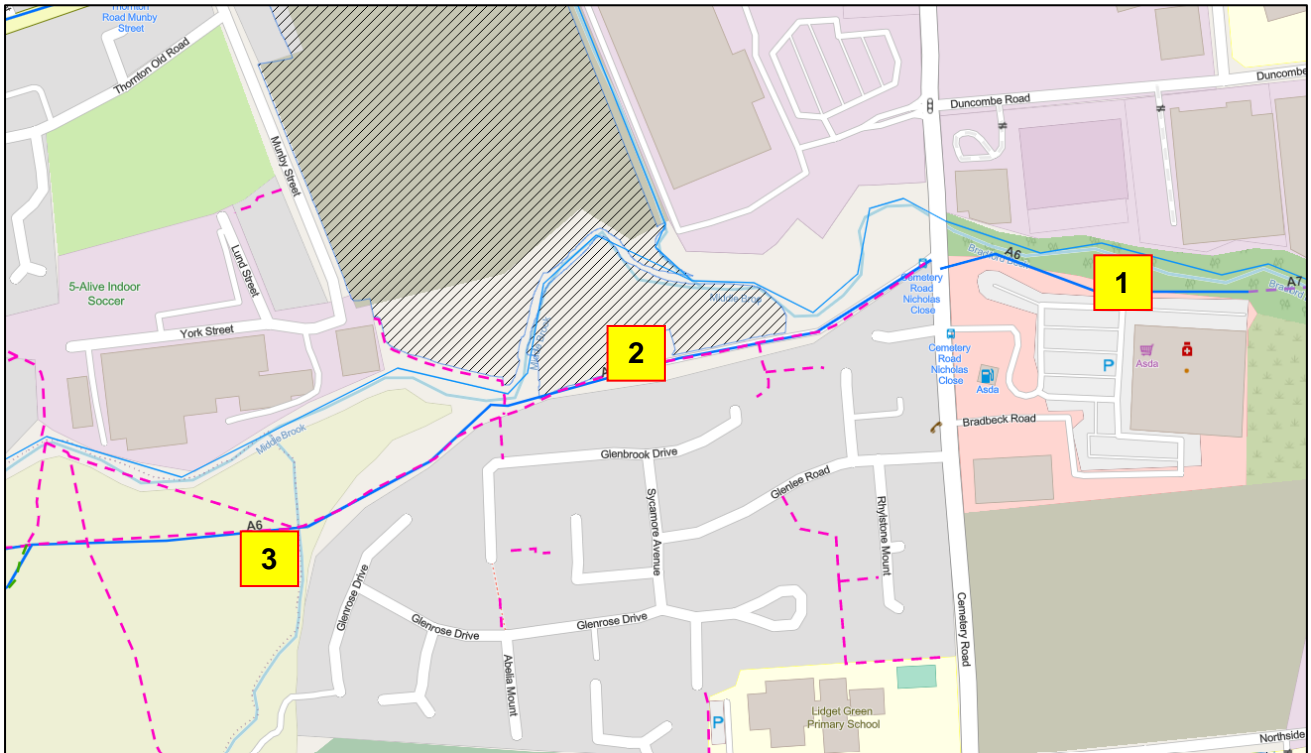 Thornton
Road Munby
Street
Thornton Old Road
Munby Street
Duncombe
Duncombe Road
Lund Street
5-Alive Indoor
Soccer
York Street
Middle Brook
Middle Brook
Middle Brook
A6
A7
1
2
3
A6
Cemetery
Road
Nicholas
Close
Cemetery
Road
Nicholas
Close
Asda
P
Asda
Bradbeck Road
Glenbrook Drive
Sycamore Avenue
Glenlee Road
Rhylstone Mount
Glenrose Drive
Glenrose Drive
Glenrose Drive
Abelia Mount
Cemetery Road
P
Lidget Green
Primary School
Northside